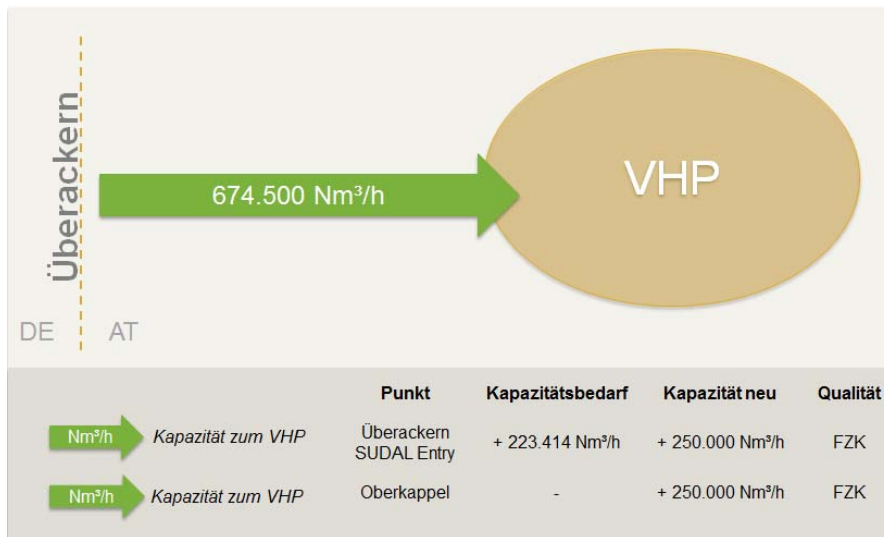 Überackern
674.500 Nm³/h
VHP
DE
AT
Punkt Kapazitätsbedarf Kapazität neu Qualität
Nm³/h Kapazität zum VHP Überackern SUDAL Entry + 223.414 Nm³/h + 250.000 Nm³/h FZK
Nm³/h Kapazität zum VHP Oberkappel - + 250.000 Nm³/h FZK